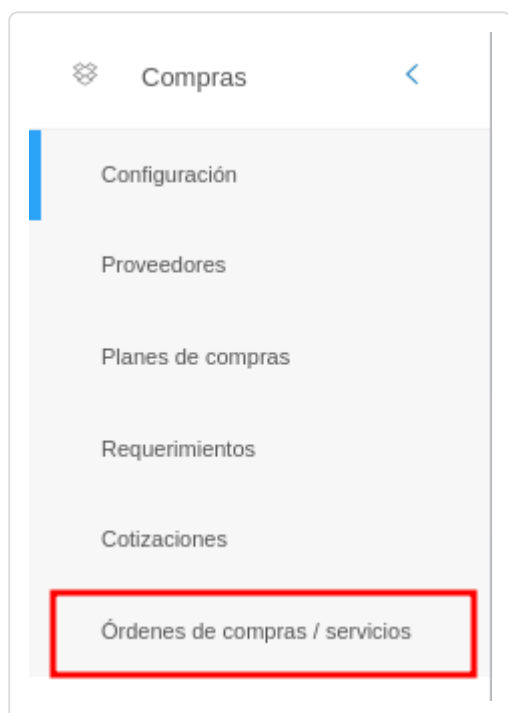 Compras
Configuración
Proveedores
Planes de compras
Requerimientos
Cotizaciones
Órdenes de compras / servicios